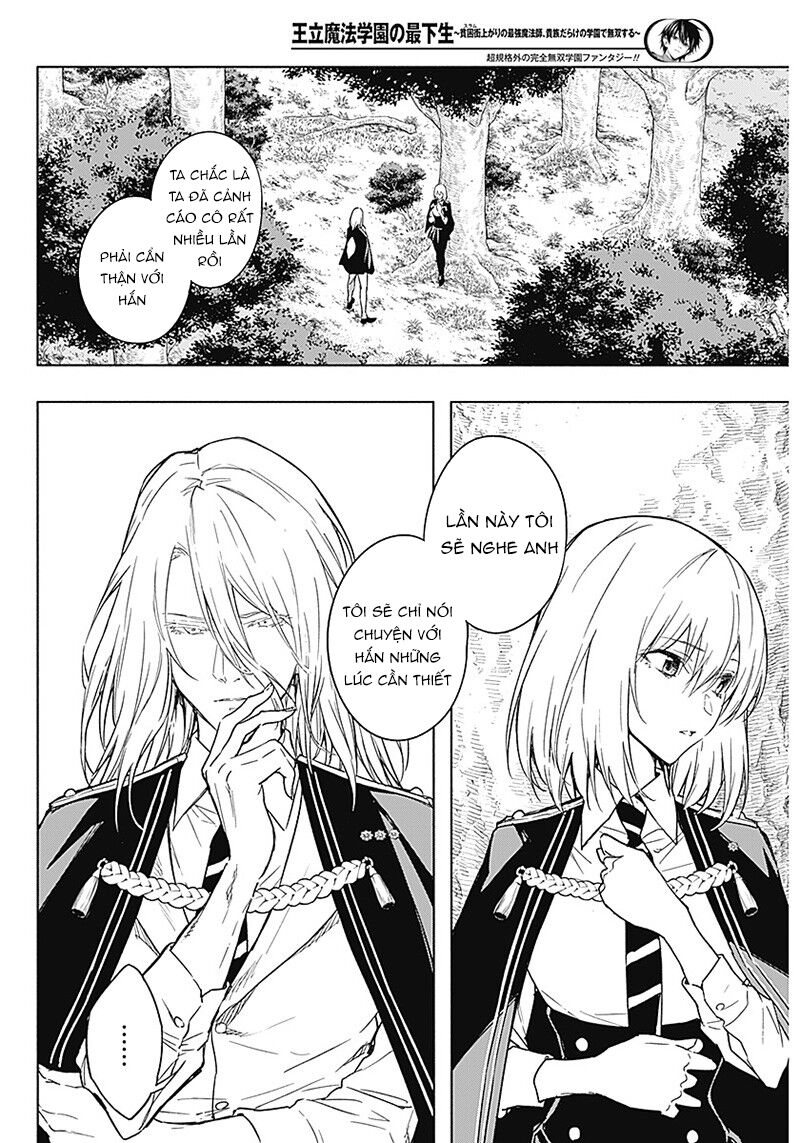 王立魔法学園の最下生～貧困街上がりの最強魔法師、貴族だらけの学園で無双する～
スラム
超規格外の完全無双学園ファンタジー!!
TA CHẮC LÀ
TA ĐÃ CẢNH
CÁO CÔ RẤT
NHIỀU LẦN
RỒI
PHẢI CẨN
THẬN VỚI
HẮN
LẦN NÀY TÔI
SẼ NGHE ANH
TÔI SẼ CHỈ NÓI
CHUYỆN VỚI
HẮN NHỮNG
LÚC CẦN THIẾT
……